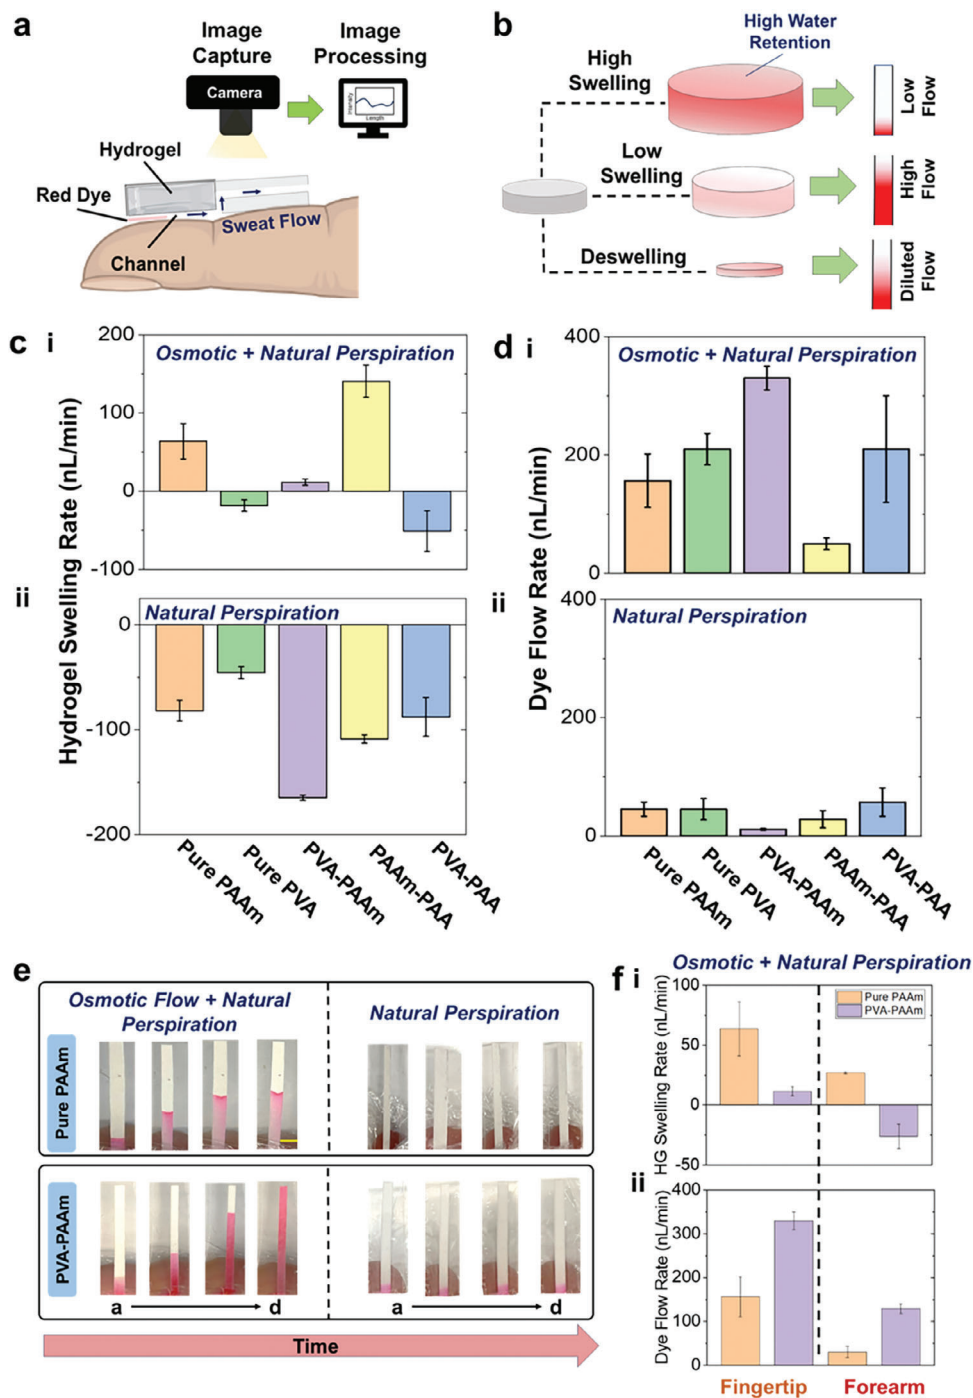 a
Image
Capture
Image
Processing
Camera
Intensity
Length
Hydrogel
Red Dye
Sweat Flow
Channel
b
High Water
Retention
High
Swelling
Low
Flow
Low
Swelling
High
Flow
Deswelling
Diluted
Flow
c i
Osmotic + Natural Perspiration
Hydrogel Swelling Rate (nL/min)
200
100
0
-100
ii
Natural Perspiration
0
-100
-200
Pure PAAm
Pure PVA
PVA-PAAm
PAAm-PAA
PVA-PAA
d i
Osmotic + Natural Perspiration
Dye Flow Rate (nL/min)
400
200
0
ii
Natural Perspiration
400
200
0
Pure PAAm
Pure PVA
PVA-PAAm
PAAm-PAA
PVA-PAA
e
Osmotic Flow + Natural
Perspiration
Natural Perspiration
Pure PAAm
PVA-PAAm
a
d
a
d
Time
f i
Osmotic + Natural Perspiration
HG Swelling Rate (nL/min)
100
50
0
-50
Pure PAAm
PVA-PAAm
ii
Dye Flow Rate (nL/min)
400
300
200
100
0
Fingertip
Forearm